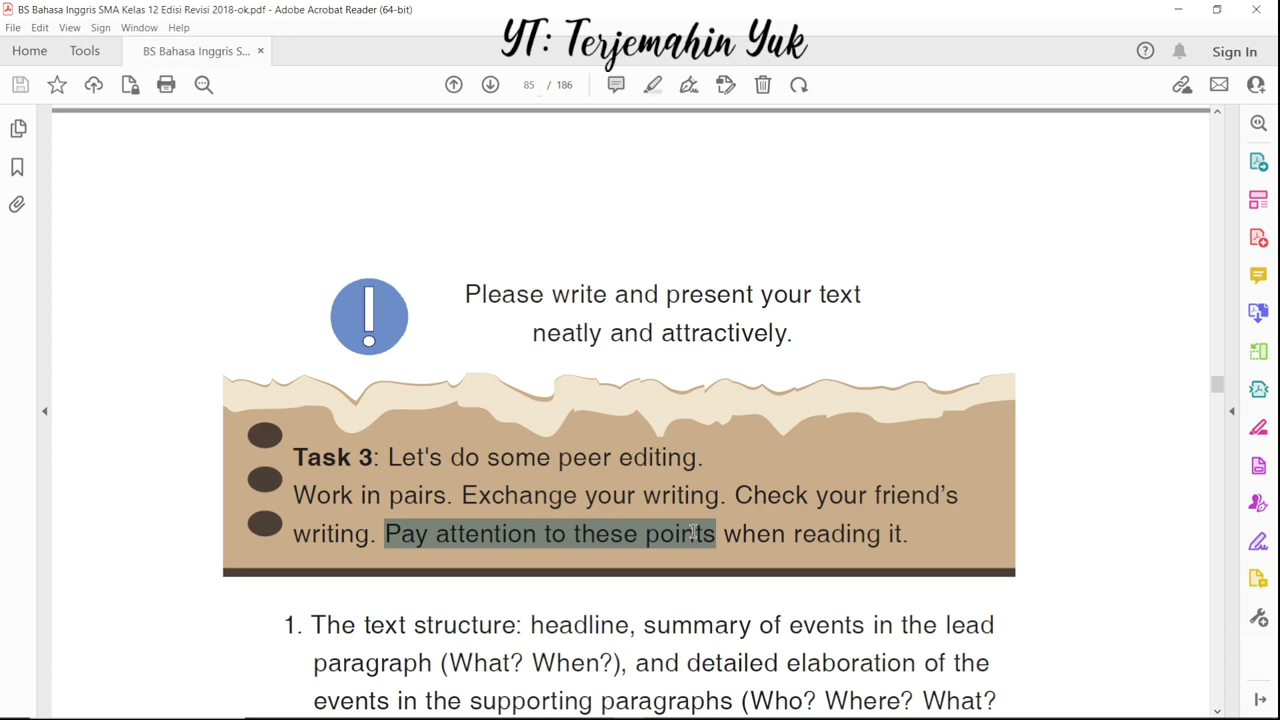 BS Bahasa Inggris SMA Kelas 12 Edisi Revisi 2018-ok.pdf - Adobe Acrobat Reader (64-bit)
File Edit View Sign Window Help
YT: Terjemahin Yuk
Home Tools BS Bahasa Inggris S... × Sign In
85 / 186
Please write and present your text
neatly and attractively.
Task 3: Let's do some peer editing.
Work in pairs. Exchange your writing. Check your friend's
writing. Pay attention to these points when reading it.
1. The text structure: headline, summary of events in the lead
paragraph (What? When?), and detailed elaboration of the
events in the supporting paragraphs (Who? Where? What?